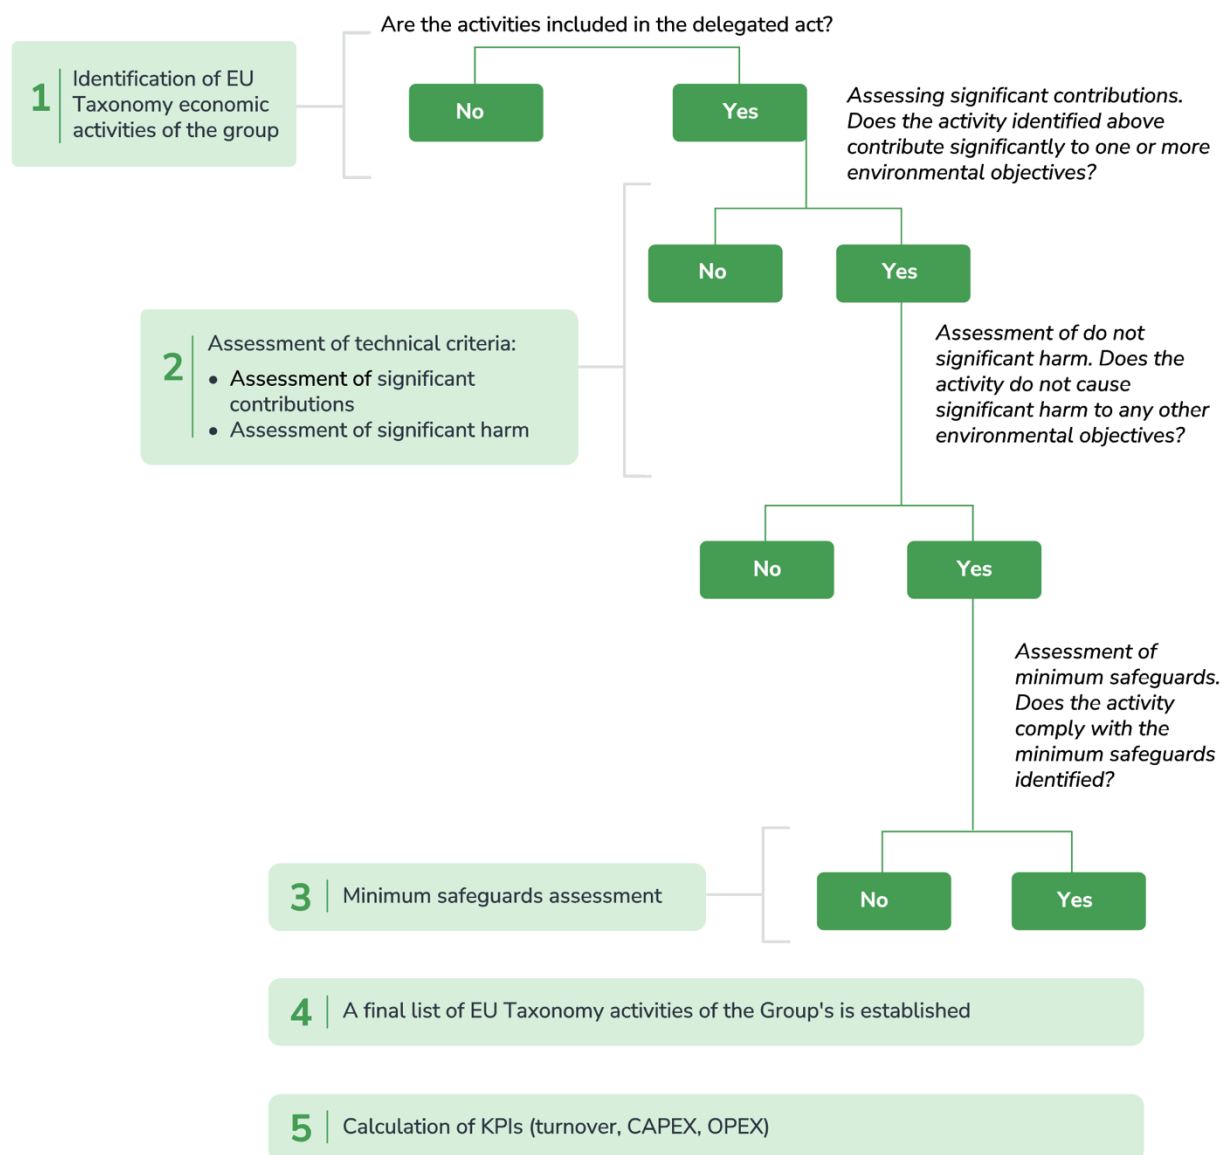 Are the activities included in the delegated act?
1
Identification of EU
Taxonomy economic
activities of the group
No
Yes
Assessing significant contributions.
Does the activity identified above
contribute significantly to one or more
environmental objectives?
No
Yes
2
Assessment of technical criteria:
• Assessment of significant
contributions
• Assessment of significant harm
Assessment of do not
significant harm. Does the
activity do not cause
significant harm to any other
environmental objectives?
No
Yes
Assessment of
minimum safeguards.
Does the activity
comply with the
minimum safeguards
identified?
3
Minimum safeguards assessment
No
Yes
4
A final list of EU Taxonomy activities of the Group's is established
5
Calculation of KPIs (turnover, CAPEX, OPEX)